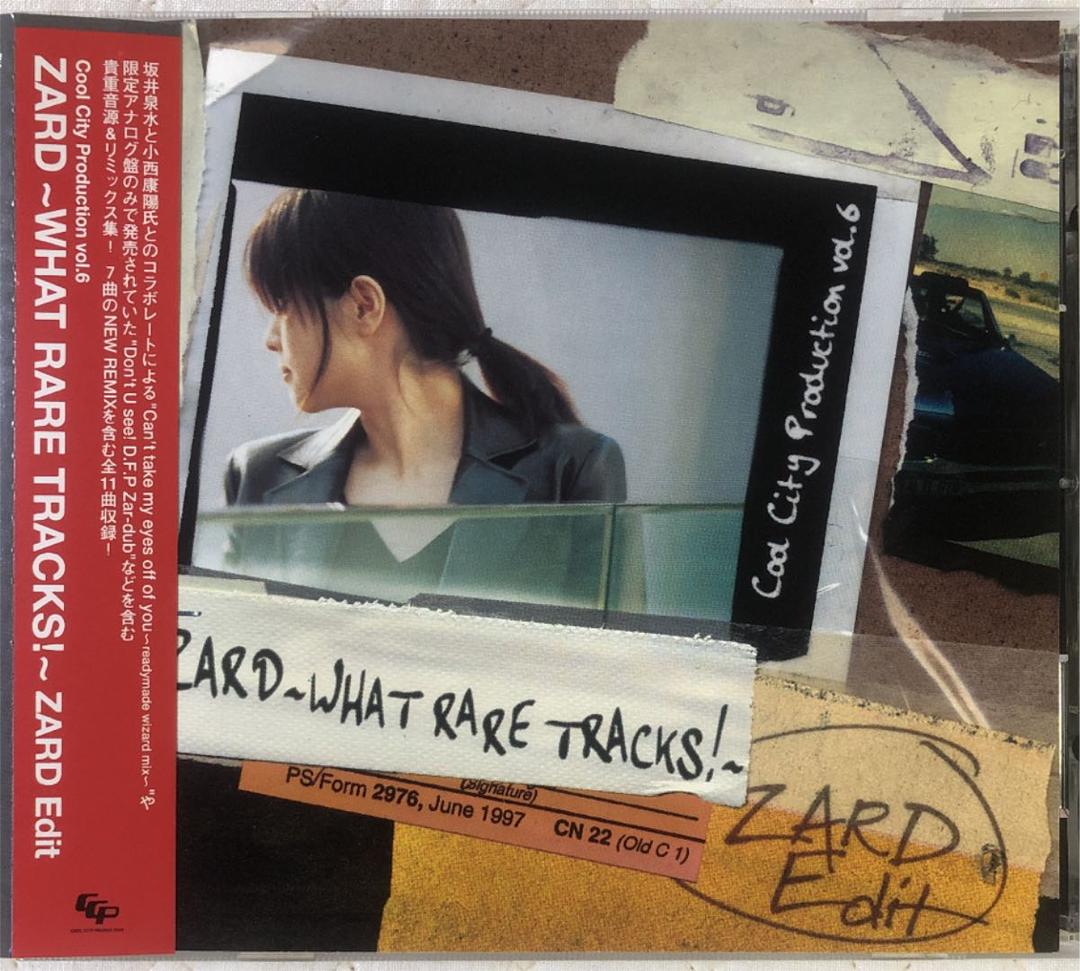 坂井泉水と小西康陽氏とのコラボレートによる"Can't take my eyes off of you~readymade wizard mix~"や
限定アナログ盤のみで発売されていた"Don't U see! D.F.P Zar-dub"などを含む
貴重音源&リミックス集! 7曲のNEW REMIXを含む全11曲収録!
Cool City Production vol.6
ZARD ~WHAT RARE TRACKS!~ ZARD Edit
CCP
Cool City Production vol.6
ZARD~WHAT RARE TRACKS!~
(Signature)
PS/Form 2976, June 1997
CN 22 (Old C 1)
ZARD
Edit